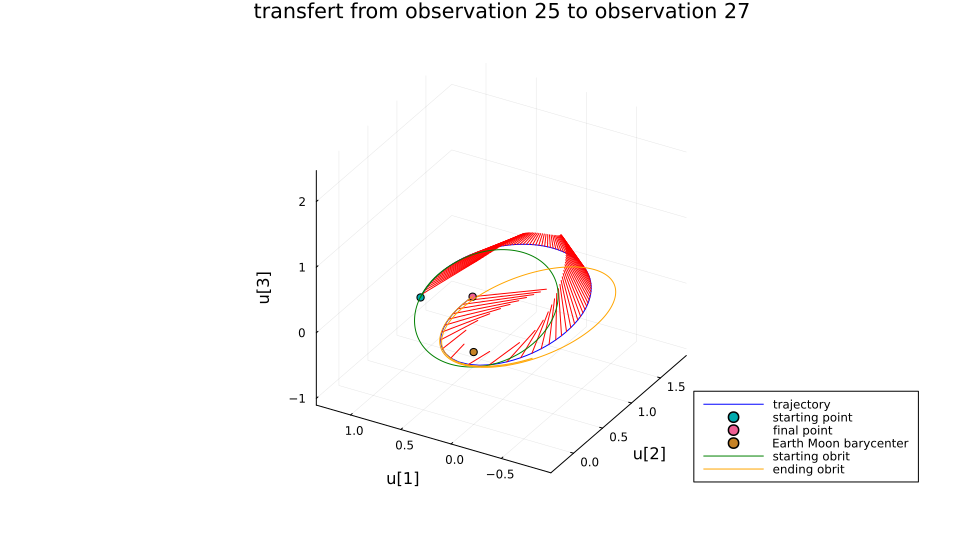 transfert from observation 25 to observation 27
u[3]
2
1
0
−1
1.0
0.5
0.0
−0.5
u[1]
0.0
0.5
1.0
1.5
u[2]
trajectory
starting point
final point
Earth Moon barycenter
starting obrit
ending obrit